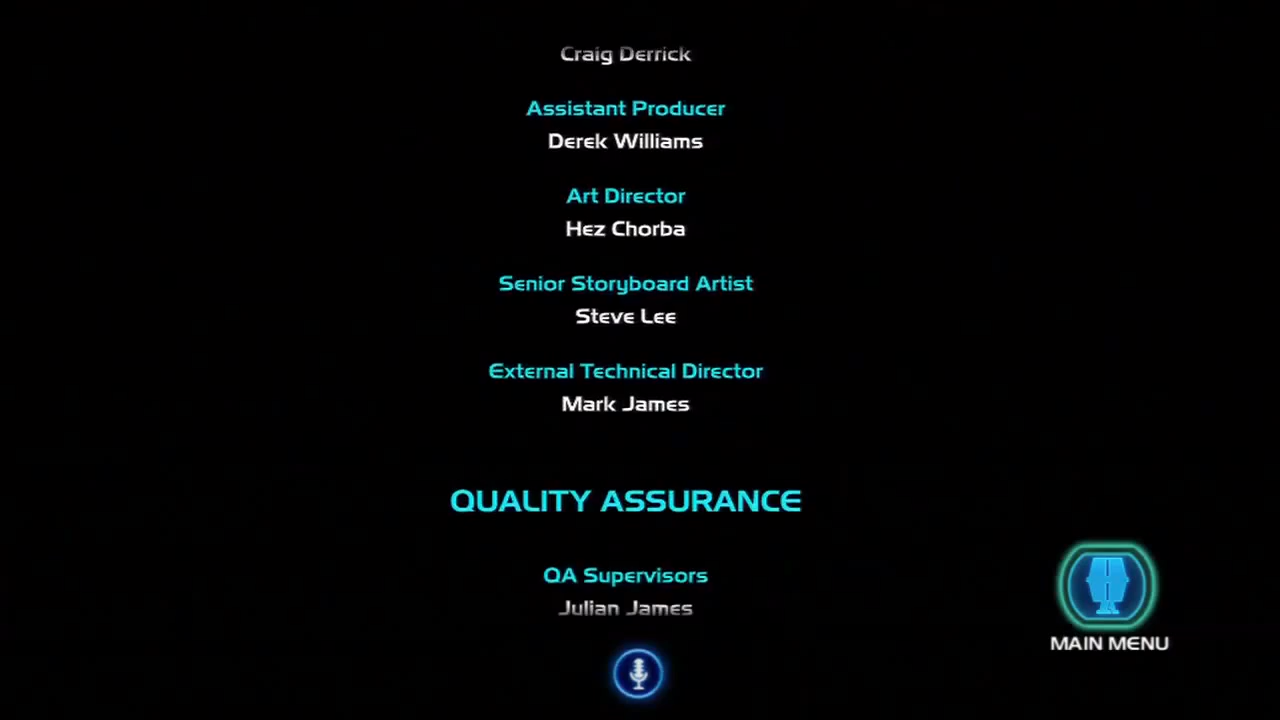 Craig Derrick
Assistant Producer
Derek Williams
Art Director
Hez Chorba
Senior Storyboard Artist
Steve Lee
External Technical Director
Mark James
QUALITY ASSURANCE
QA Supervisors
Julian James
MAIN MENU